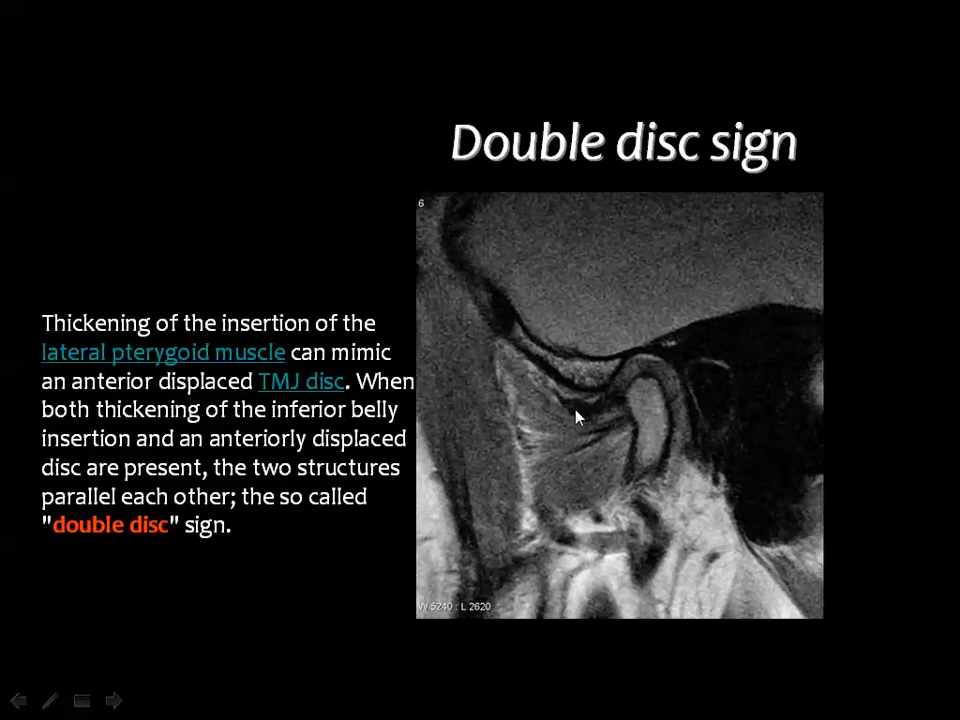 Double disc sign
6
Thickening of the insertion of the
lateral pterygoid muscle can mimic
an anterior displaced TMJ disc. When
both thickening of the inferior belly
insertion and an anteriorly displaced
disc are present, the two structures
parallel each other; the so called
"double disc" sign.
W 5240 : L 2620